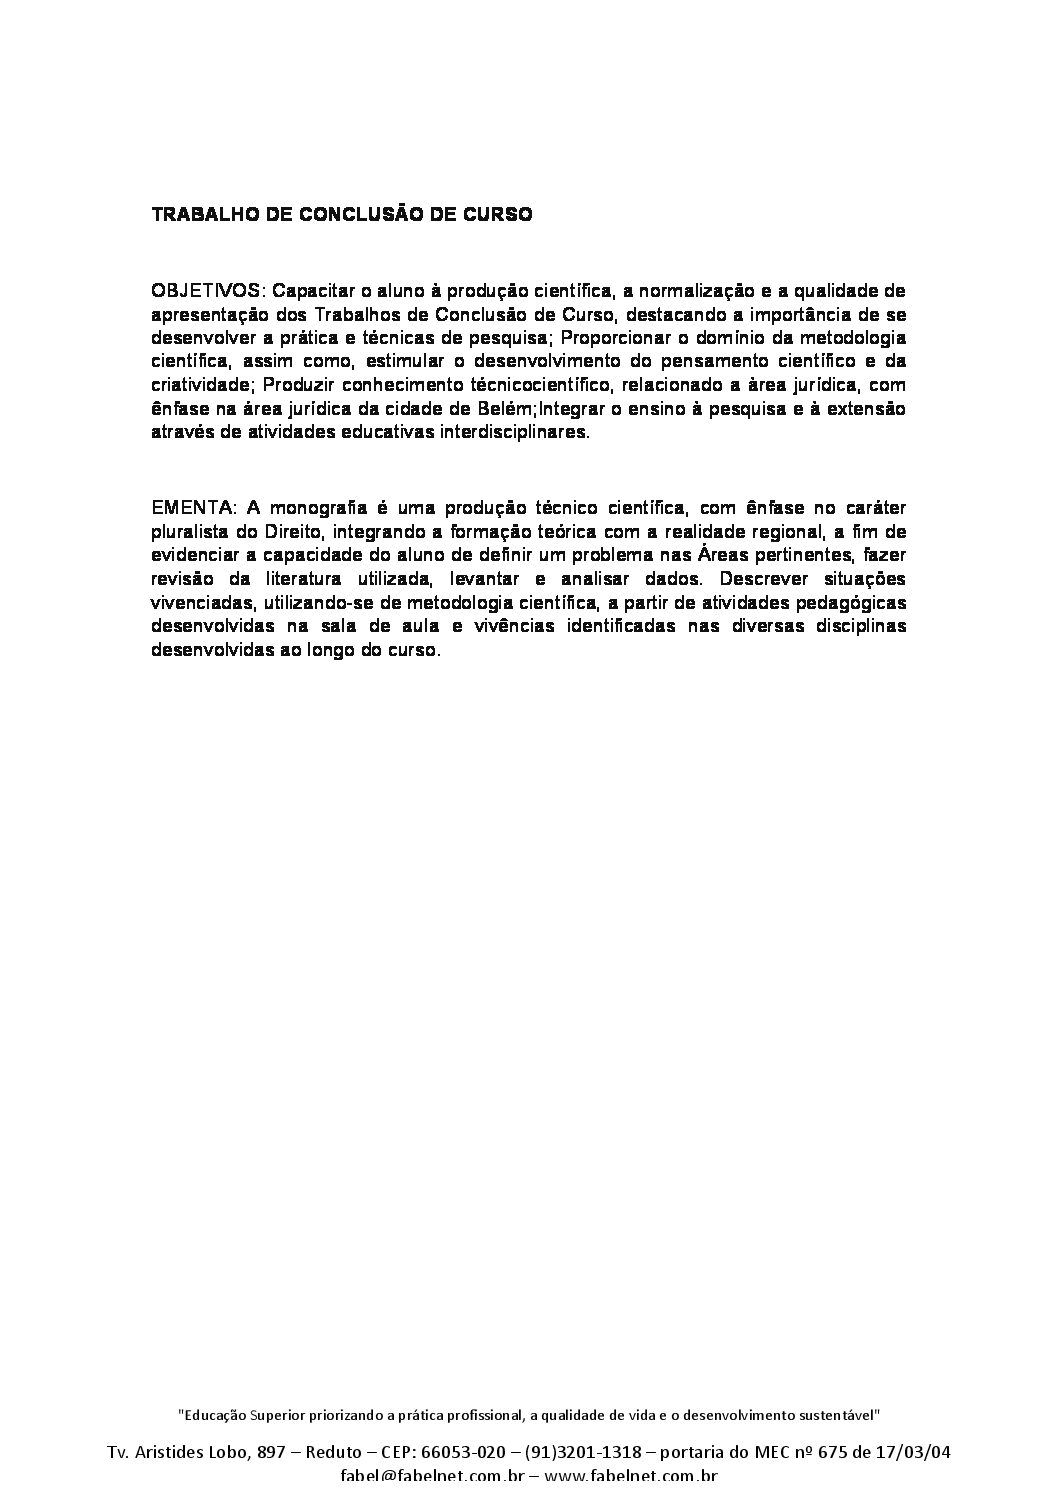 TRABALHO DE CONCLUSÃO DE CURSO
OBJETIVOS: Capacitar o aluno à produção científica, a normalização e a qualidade de
apresentação dos Trabalhos de Conclusão de Curso, destacando a importância de se
desenvolver a prática e técnicas de pesquisa; Proporcionar o domínio da metodologia
científica, assim como, estimular o desenvolvimento do pensamento científico e da
criatividade; Produzir conhecimento técnicocientífico, relacionado a àrea jurídica, com
ênfase na área jurídica da cidade de Belém;Integrar o ensino à pesquisa e à extensão
através de atividades educativas interdisciplinares.
EMENTA: A monografia é uma produção técnico científica, com ênfase no caráter
pluralista do Direito, integrando a formação teórica com a realidade regional, a fim de
evidenciar a capacidade do aluno de definir um problema nas Áreas pertinentes, fazer
revisão da literatura utilizada, levantar e analisar dados. Descrever situações
vivenciadas, utilizando-se de metodologia científica, a partir de atividades pedagógicas
desenvolvidas na sala de aula e vivências identificadas nas diversas disciplinas
desenvolvidas ao longo do curso.
"Educação Superior priorizando a prática profissional, a qualidade de vida e o desenvolvimento sustentável"
Tv. Aristides Lobo, 897 – Reduto – CEP: 66053-020 – (91)3201-1318 – portaria do MEC nº 675 de 17/03/04
fabel@fabelnet.com.br – www.fabelnet.com.br